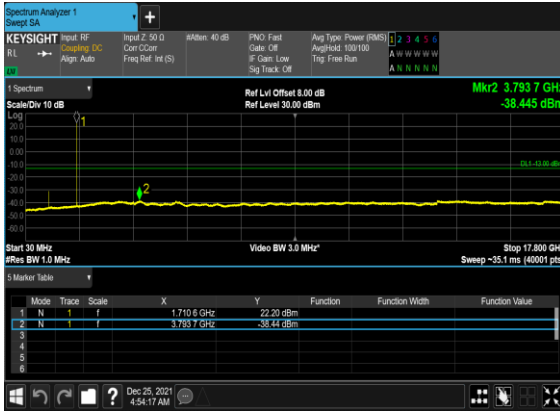 Spectrum Analyzer 1
Swept SA
+
KEYSIGHT Input: RF Input Z: 50 Ω #Atten: 40 dB PNO: Fast Avg Type: Power (RMS) 1 2 3 4 5 6
RL Coupling: DC Corr CCorr Gate: Off Avg|Hold: 100/100 A W W W W W
Align: Auto Freq Ref: Int (S) IF Gain: Low Trig: Free Run
Sig Track: Off A N N N N N
1 Spectrum Ref Lvl Offset 8.00 dB Mkr2 3.793 7 GH
Scale/Div 10 dB Ref Level 30.00 dBm -38.445 dBm
Log
20.0
1
10.0
0.00
-10.0
DL1 -13.00 dB
-20.0
-30.0
2
-40.0
-50.0
-60.0
Start 30 MHz Video BW 3.0 MHz* Stop 17.800 GH
#Res BW 1.0 MHz Sweep ~35.1 ms (40001 pts
5 Marker Table
Mode Trace Scale X Y Function Function Width Function Value
1 N 1 f 1.710 6 GHz 22.20 dBm
2 N 1 f 3.793 7 GHz -38.44 dBm
3
4
5
6
? Dec 25, 2021
4:54:17 AM